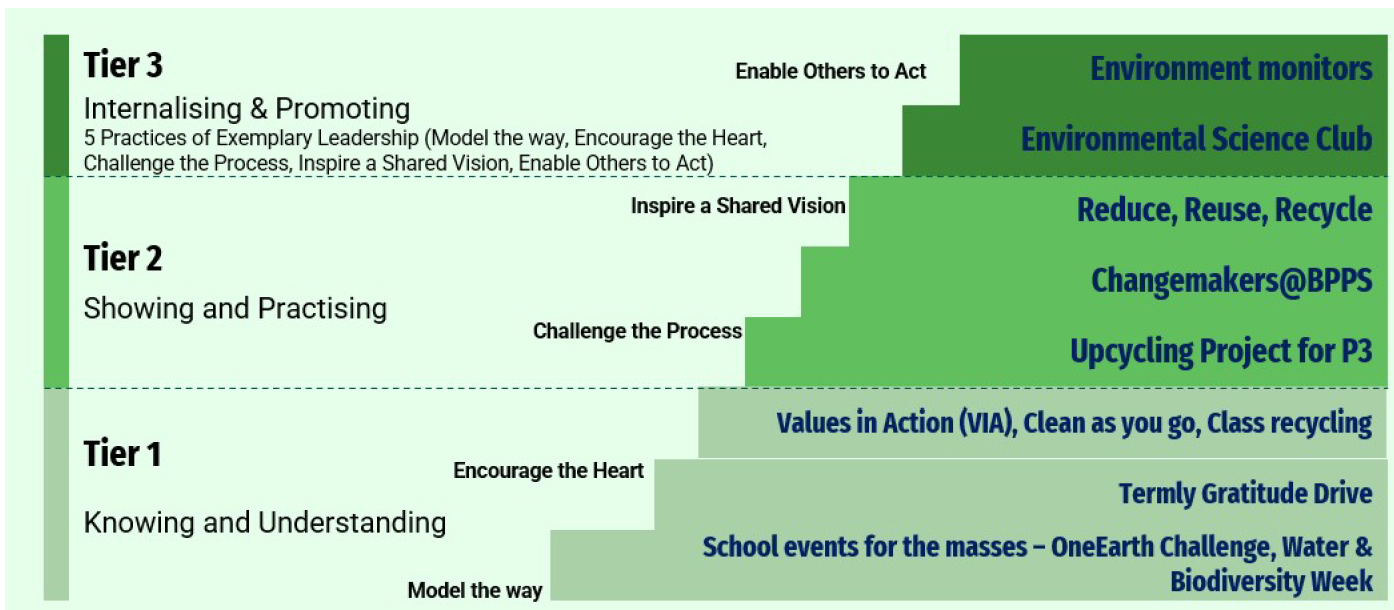 Tier 3
Internalising & Promoting
5 Practices of Exemplary Leadership (Model the way, Encourage the Heart,
Challenge the Process, Inspire a Shared Vision, Enable Others to Act)
Enable Others to Act
Environment monitors
Environmental Science Club
Tier 2
Showing and Practising
Inspire a Shared Vision
Reduce, Reuse, Recycle
Changemakers@BPPS
Challenge the Process
Upcycling Project for P3
Tier 1
Knowing and Understanding
Values in Action (VIA), Clean as you go, Class recycling
Encourage the Heart
Termly Gratitude Drive
School events for the masses – OneEarth Challenge, Water &
Biodiversity Week
Model the way